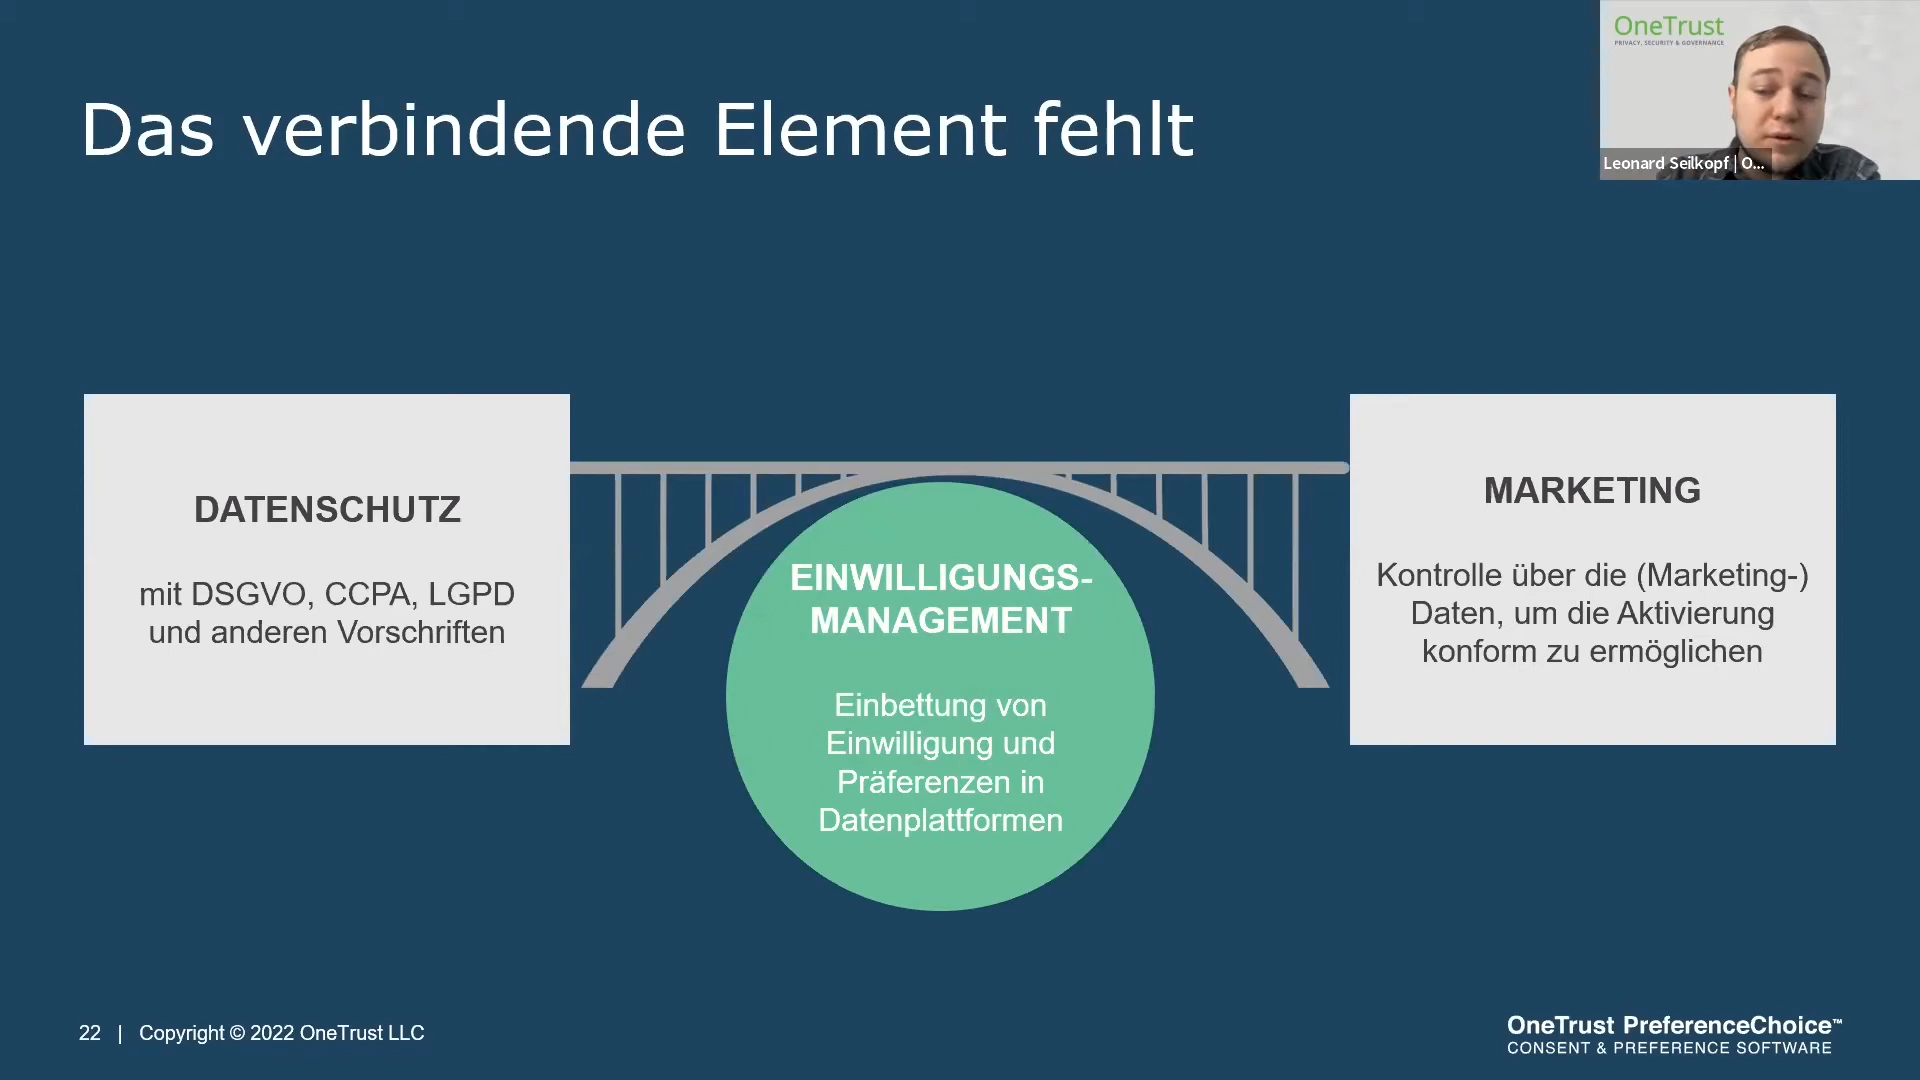 OneTrust
PRIVACY, SECURITY & GOVERNANCE
Leonard Seilkopf | O...
Das verbindende Element fehlt
DATENSCHUTZ
mit DSGVO, CCPA, LGPD
und anderen Vorschriften
EINWILLIGUNGS-
MANAGEMENT
Einbettung von
Einwilligung und
Präferenzen in
Datenplattformen
MARKETING
Kontrolle über die (Marketing-)
Daten, um die Aktivierung
konform zu ermöglichen
22 | Copyright © 2022 OneTrust LLC
OneTrust PreferenceChoice™
CONSENT & PREFERENCE SOFTWARE